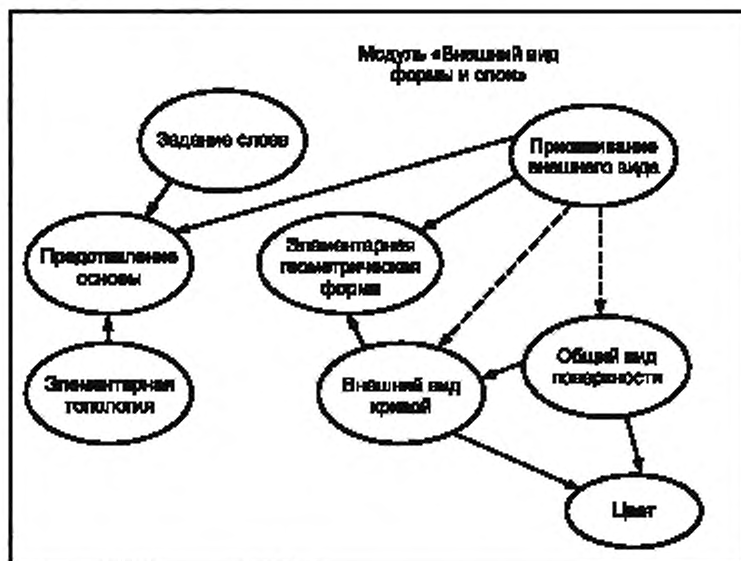 Модуль «Внешний вид
формы и слои»
Задание слоев
Присваивание
внешнего вида
Представление
основы
Элементарная
геометрическая
форма
Элементарная
топология
Внешний вид
кривой
Общий вид
поверхности
Цвет